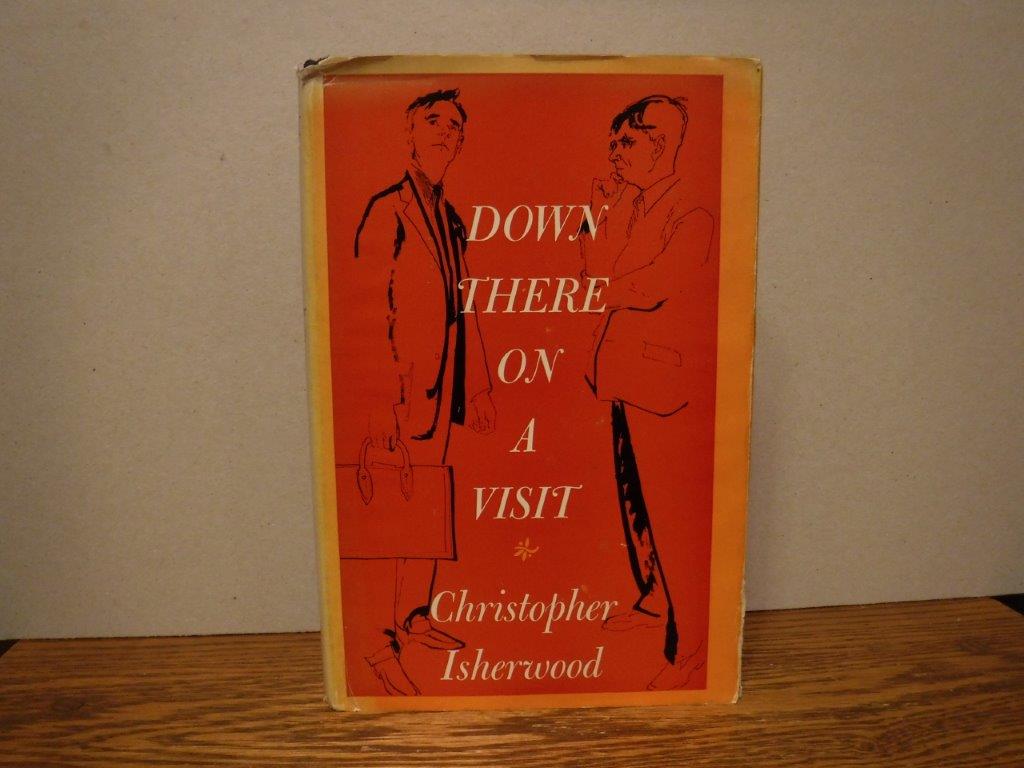 DOWN
THERE
ON
A
VISIT
Christopher
Isherwood